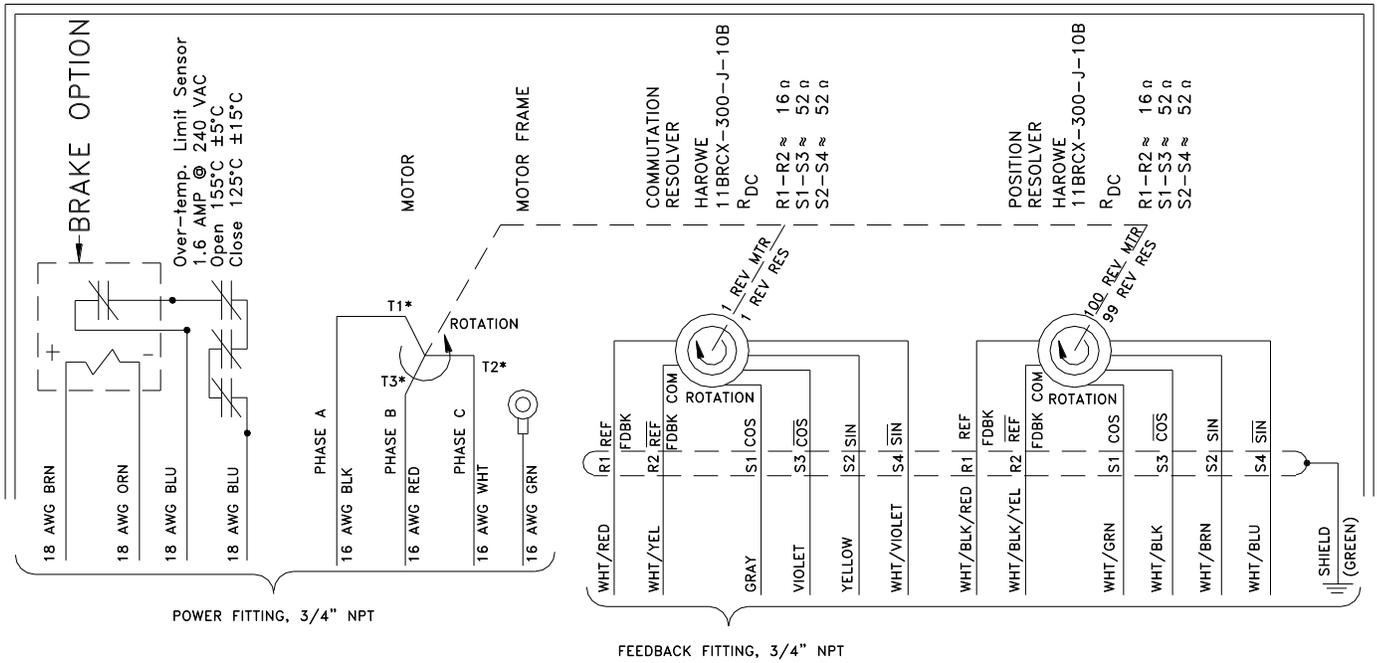 BRAKE OPTION
Over-temp. Limit Sensor
1.6 AMP @ 240 VAC
Open 155°C ±5°C
Close 125°C ±15°C
MOTOR
MOTOR FRAME
COMMUTATION
RESOLVER
HAROWE
11BRCX-300-J-10B
RDC
R1-R2≈ 16 Ω
S1-S3≈ 52 Ω
S2-S4≈ 52 Ω
POSITION
RESOLVER
HAROWE
11BRCX-300-J-10B
RDC
R1-R2≈ 16 Ω
S1-S3≈ 52 Ω
S2-S4≈ 52 Ω
1 REV MTR
1 REV RES
100 REV MTR
99 REV RES
+
-
T1*
ROTATION
T2*
T3*
ROTATION
ROTATION
PHASE A
PHASE B
PHASE C
R1 REF
FDBK
R2 REF
FDBK COM
S1 COS
S3 COS
S2 SIN
S4 SIN
R1 REF
FDBK
R2 REF
FDBK COM
S1 COS
S3 COS
S2 SIN
S4 SIN
18 AWG BRN
18 AWG ORN
18 AWG BLU
18 AWG BLU
16 AWG BLK
16 AWG RED
16 AWG WHT
16 AWG GRN
WHT/RED
WHT/YEL
GRAY
VIOLET
YELLOW
WHT/VIOLET
WHT/BLK/RED
WHT/BLK/YEL
WHT/GRN
WHT/BLK
WHT/BRN
WHT/BLU
SHIELD
(GREEN)
POWER FITTING, 3/4" NPT
FEEDBACK FITTING, 3/4" NPT